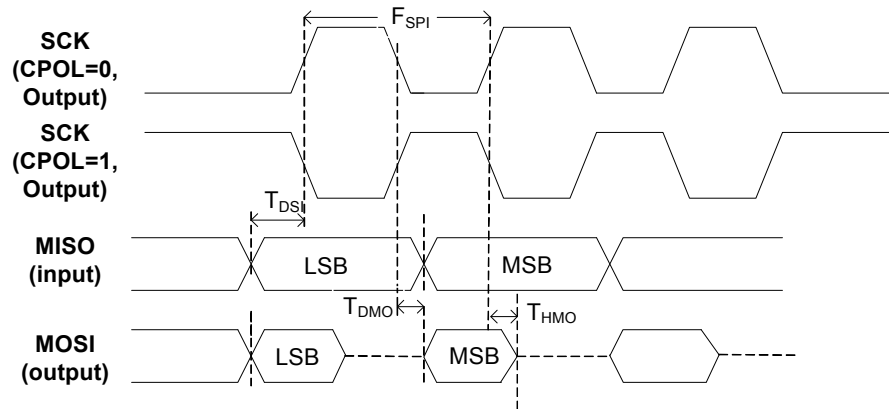 F_SPI
SCK
(CPOL=0,
Output)
SCK
(CPOL=1,
Output)
T_DSI
MISO
(input)
LSB
MSB
T_DMO
T_HMO
MOSI
(output)
LSB
MSB